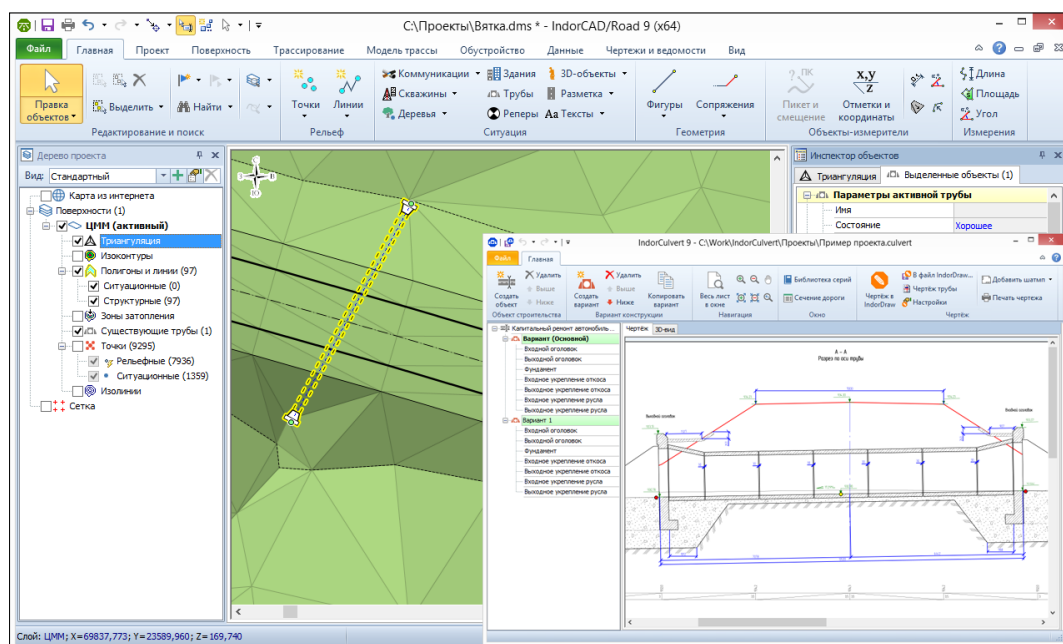 C:\Проекты\Вятка.dms * - IndorCAD/Road 9 (x64)
Файл Главная Проект Поверхность Трассирование Модель трассы Обустройство Данные Чертежи и ведомости Вид
Правка объектов
Выделить
Найти
Редактирование и поиск
Точки Линии
Рельеф
Коммуникации Здания 3D-объекты
Скважины Трубы Разметка
Деревья Реперы Аа Тексты
Ситуация
Фигуры Сопряжения
Геометрия
?ПК
Пикет и смещение
x,y
z
Отметки и координаты
Объекты-измерители
Длина
Площадь
Угол
Измерения
Дерево проекта
Вид: Стандартный
Карта из интернета
Поверхности (1)
ЦММ (активный)
Триангуляция
Изоконтуры
Полигоны и линии (97)
Ситуационные (0)
Структурные (97)
Зоны затопления
Существующие трубы (1)
Точки (9295)
Рельефные (7936)
Ситуационные (1359)
Изолинии
Сетка
Инспектор объектов
Триангуляция Выделенные объекты (1)
Параметры активной трубы
Имя
Состояние Хорошее
IndorCulvert 9 - C:\Work\IndorCulvert\Проекты\Пример проекта.culvert
Файл Главная
Создать объект
Удалить
Выше
Ниже
Объект строительства
Создать вариант
Удалить
Выше
Ниже
Копировать вариант
Вариант конструкции
Весь лист в окне
Навигация
Библиотека серий
Сечение дороги
Окно
Чертёж в IndorDraw
В файл IndorDraw...
Чертёж трубы
Настройки
Добавить штамп
Печать чертежа
Чертёж
Капитальный ремонт автомобиль...
Вариант (Основной)
Входной оголовок
Выходной оголовок
Фундамент
Входное укрепление откоса
Выходное укрепление откоса
Входное укрепление русла
Выходное укрепление русла
Вариант 1
Входной оголовок
Выходной оголовок
Фундамент
Входное укрепление откоса
Выходное укрепление откоса
Входное укрепление русла
Выходное укрепление русла
Чертёж 3D-вид
А - А
Разрез по оси трубы
Слой: ЦММ; X=69837,773; Y=23589,960; Z=169,740